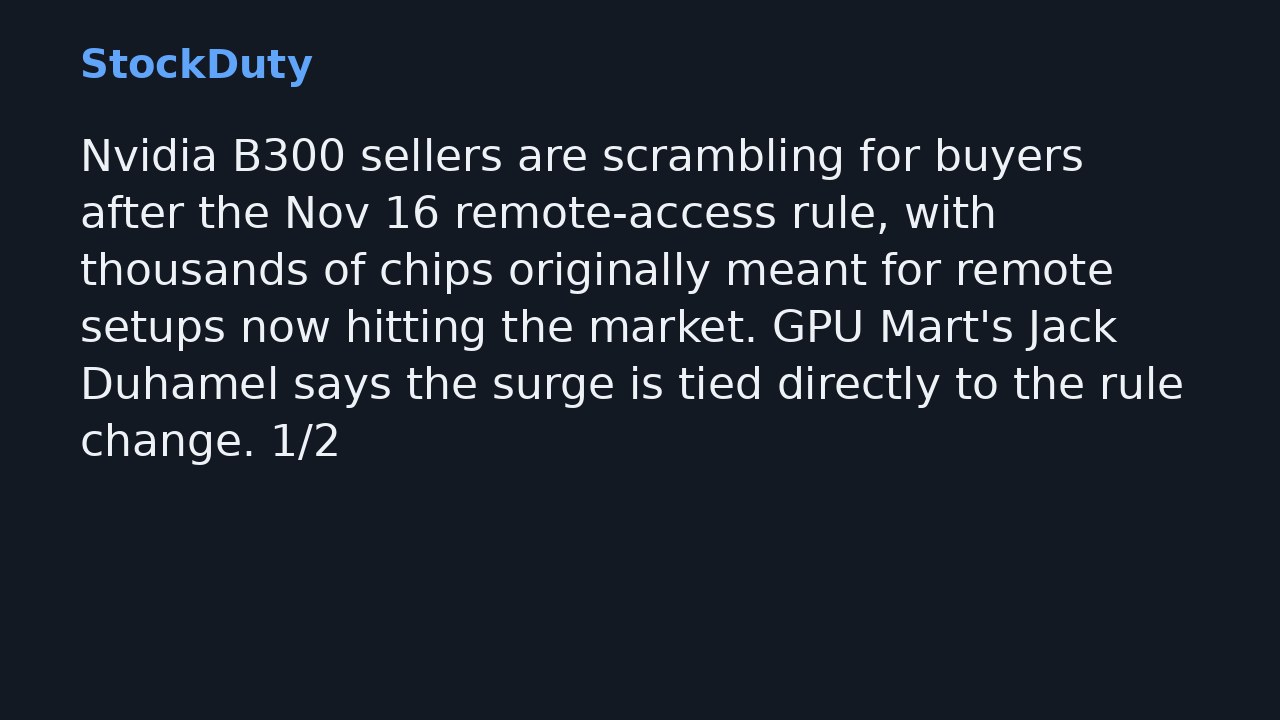 StockDuty
Nvidia B300 sellers are scrambling for buyers
after the Nov 16 remote-access rule, with
thousands of chips originally meant for remote
setups now hitting the market. GPU Mart's Jack
Duhamel says the surge is tied directly to the rule
change. 1/2